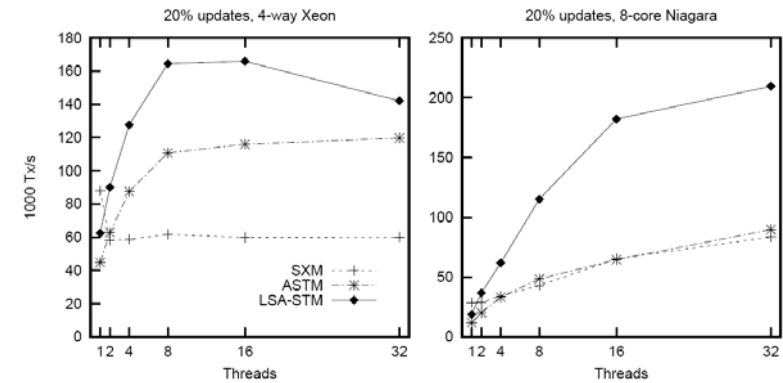 20% updates, 4-way Xeon
180
160
140
120
100
80
60
40
20
0
1000 Tx/s
SXM
ASTM
LSA-STM
1 2 4 8 16 32
Threads
20% updates, 8-core Niagara
250
200
150
100
50
0
1 2 4 8 16 32
Threads